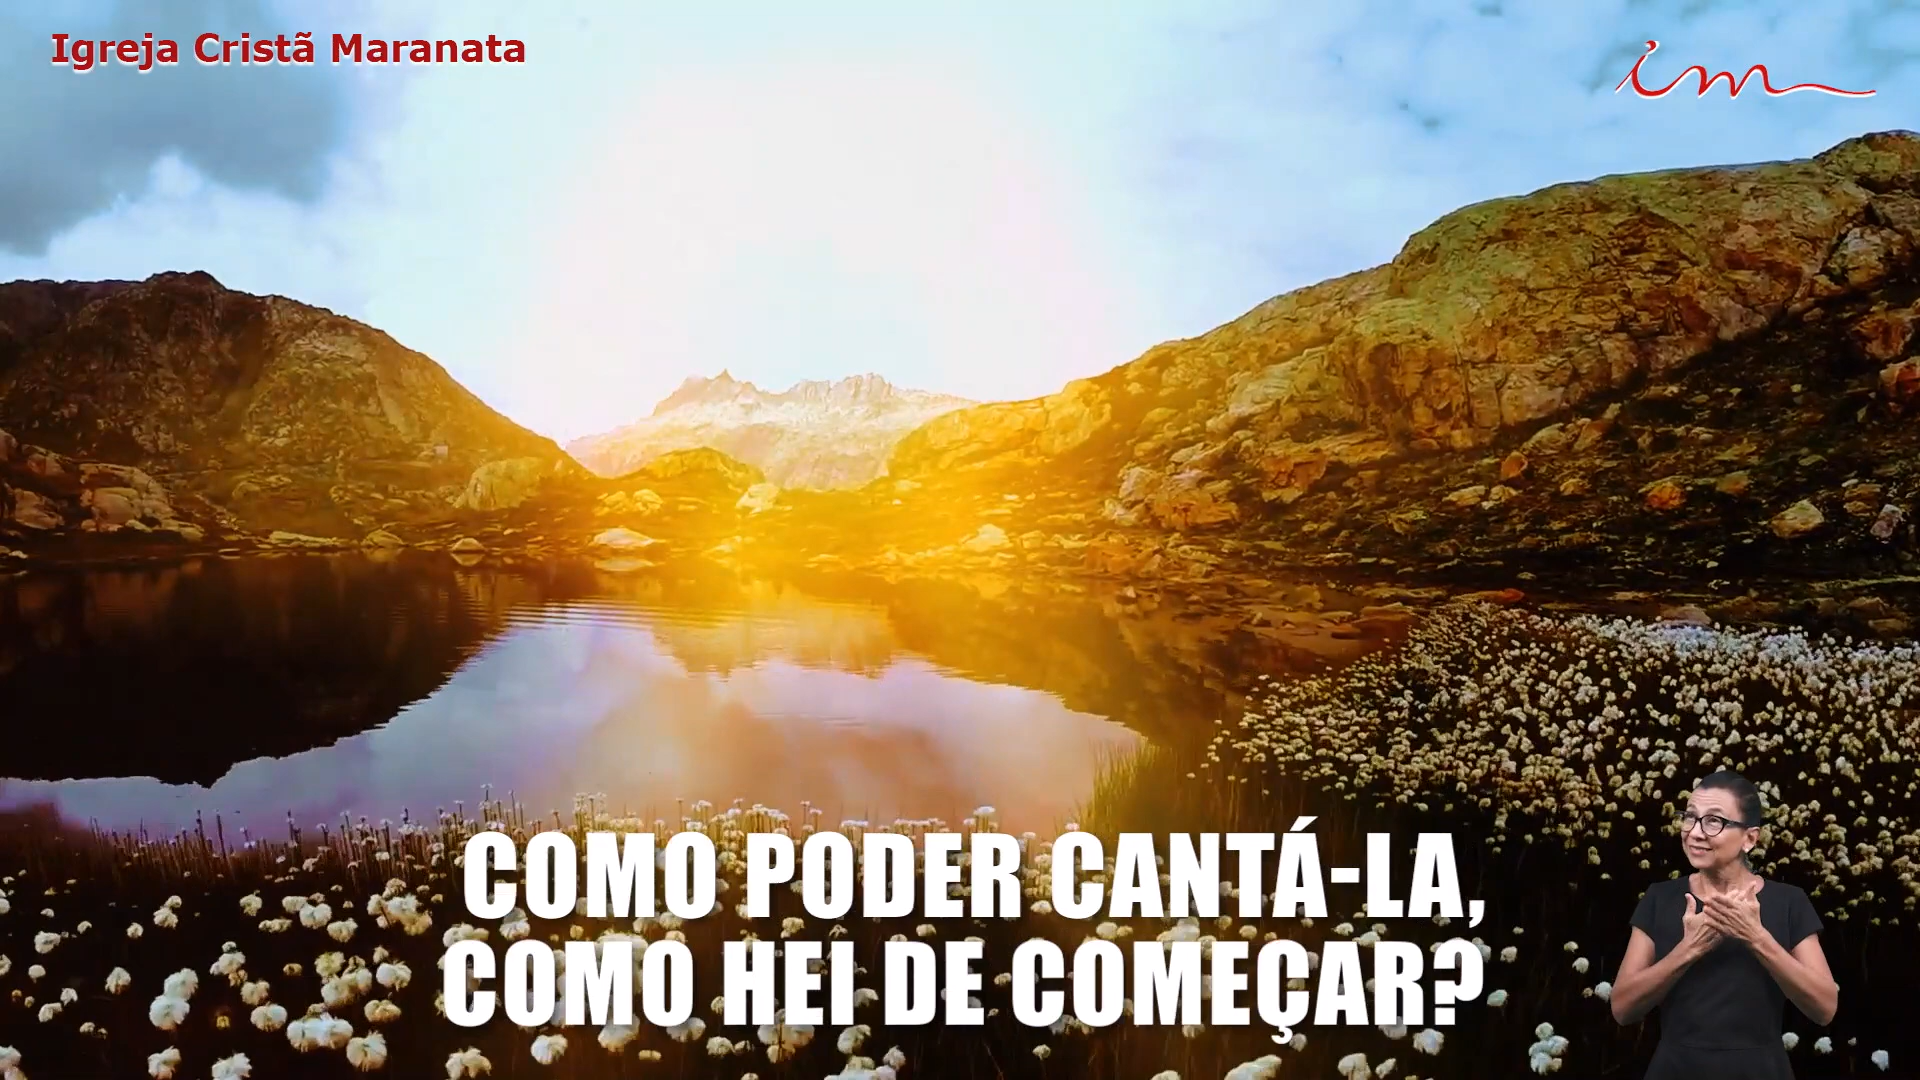 Igreja Cristã Maranata
im
COMO PODER CANTÁ-LA,
COMO HEI DE COMEÇAR?